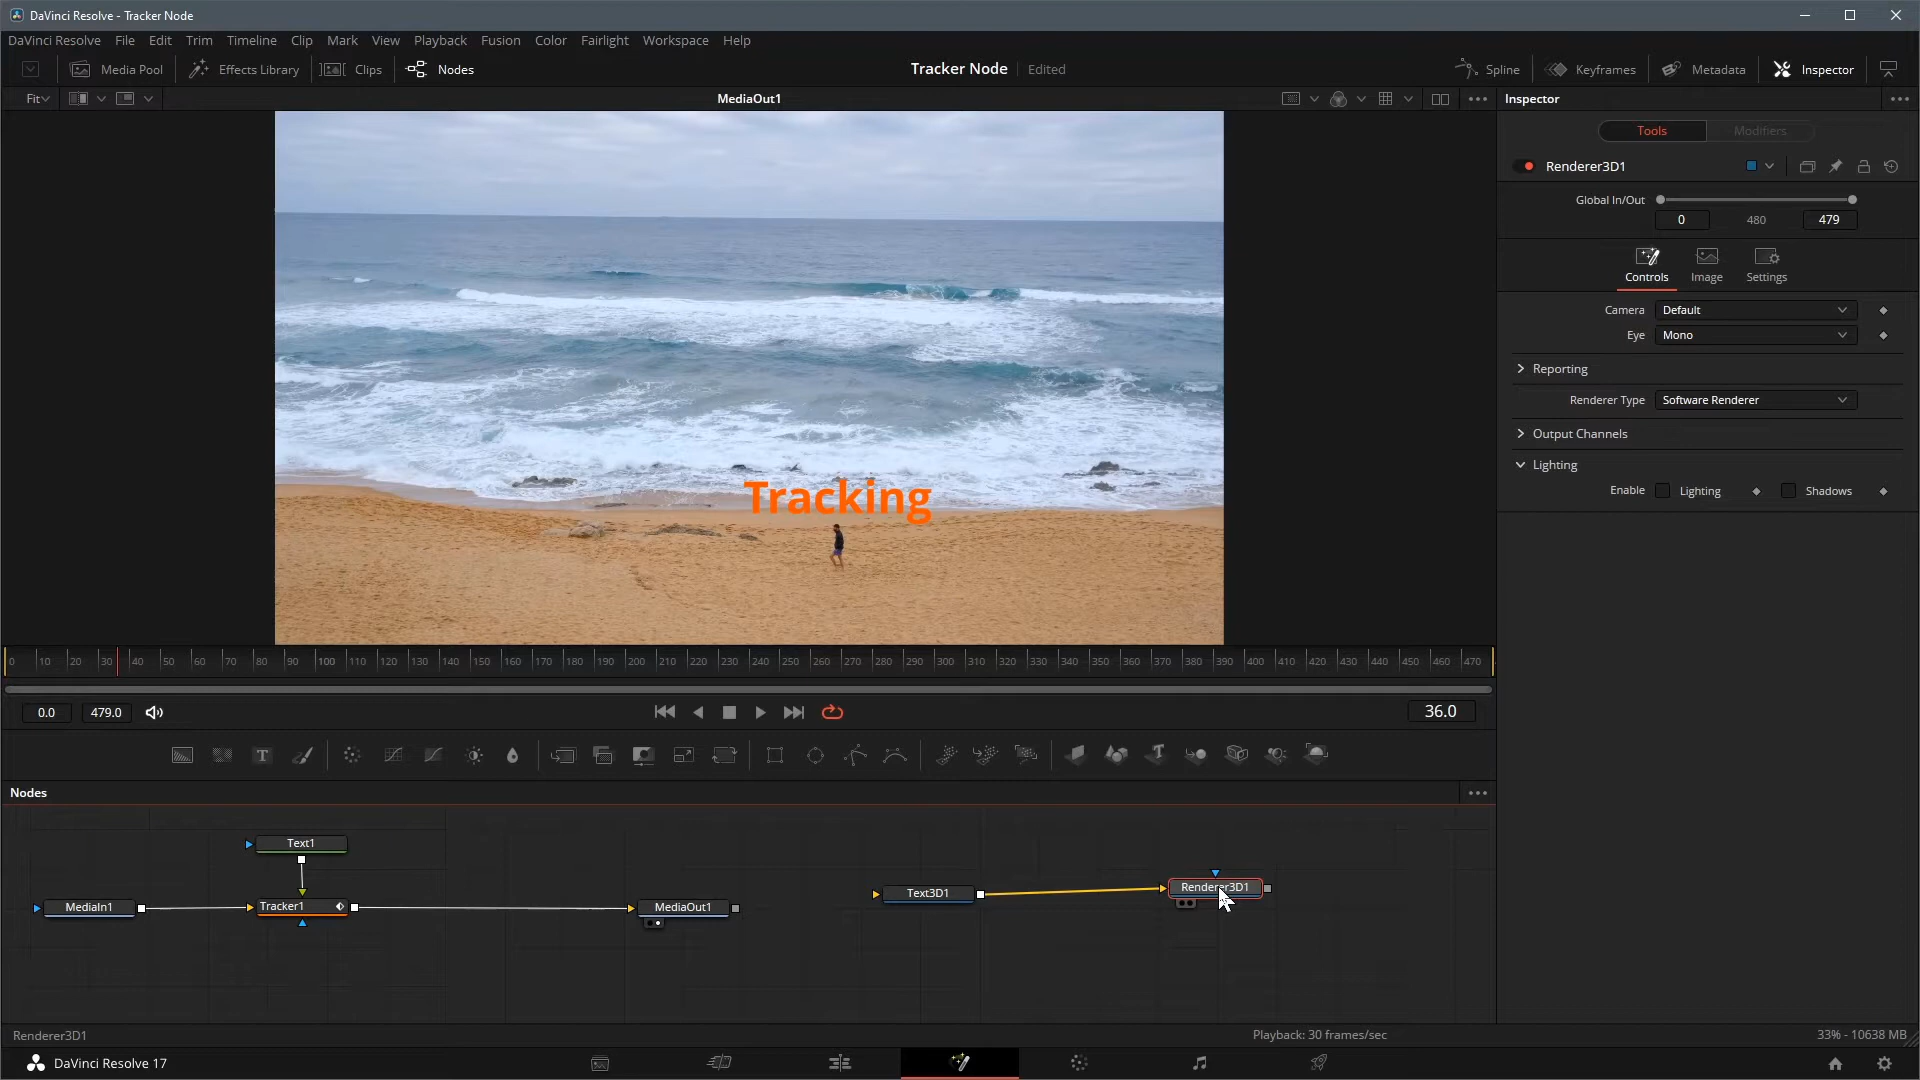 DaVinci Resolve - Tracker Node
DaVinci Resolve File Edit Trim Timeline Clip Mark View Playback Fusion Color Fairlight Workspace Help
Media Pool Effects Library Clips Nodes Tracker Node Edited Spline Keyframes Metadata Inspector
Fit MediaOut1 Inspector
Tools Modifiers
Renderer3D1
Global In/Out
0 480 479
Controls Image Settings
Camera Default
Eye Mono
Reporting
Renderer Type Software Renderer
Output Channels
Lighting
Enable Lighting Shadows
Tracking
0 10 20 30 40 50 60 70 80 90 100 110 120 130 140 150 160 170 180 190 200 210 220 230 240 250 260 270 280 290 300 310 320 330 340 350 360 370 380 390 400 410 420 430 440 450 460 470
0.0 479.0 36.0
T
Nodes
Text1
MediaIn1 Tracker1 MediaOut1 Text3D1 Renderer3D1
Renderer3D1 Playback: 30 frames/sec 33% - 10638 MB
DaVinci Resolve 17